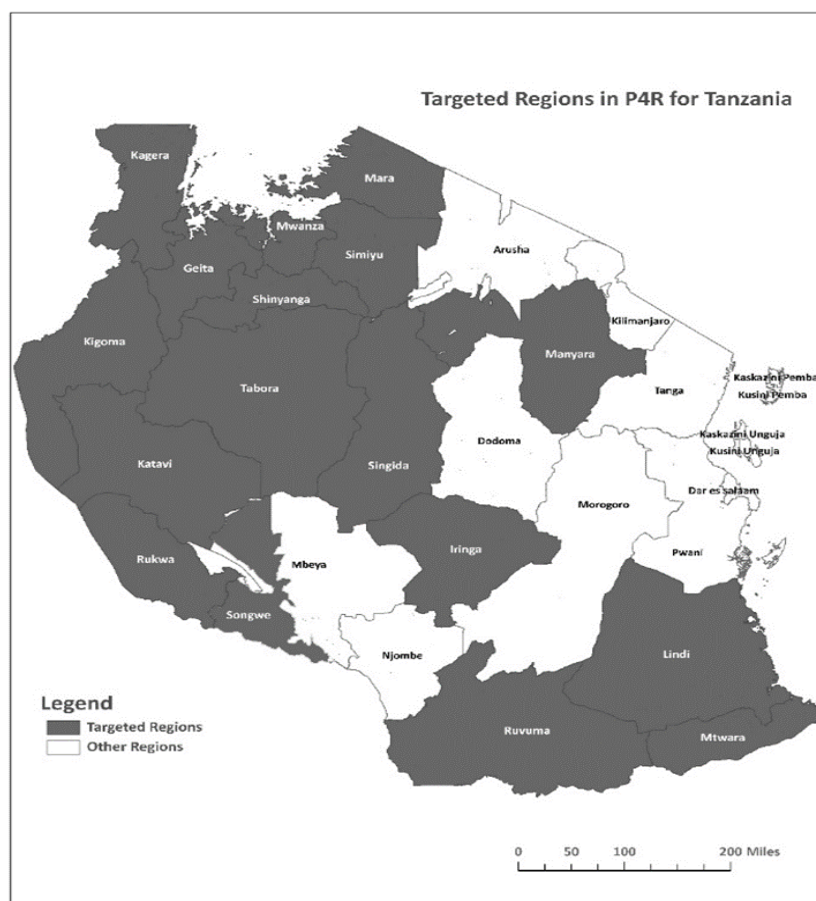 Targeted Regions in P4R for Tanzania
Kagera
Mara
Mwanza
Simiyu
Arusha
Geita
Shinyanga
Kilimanjaro
Kigoma
Manyara
Kaskazini Pemba
Tabora
Tanga
Kusini Pemba
Kaskazini Unguja
Dodoma
Kusini Unguja
Katavi
Singida
Dar es salaam
Morogoro
Iringa
Pwani
Rukwa
Mbeya
Songwe
Njombe
Lindi
Legend
Targeted Regions
Ruvuma
Mtwara
Other Regions
0 50 100 200 Miles